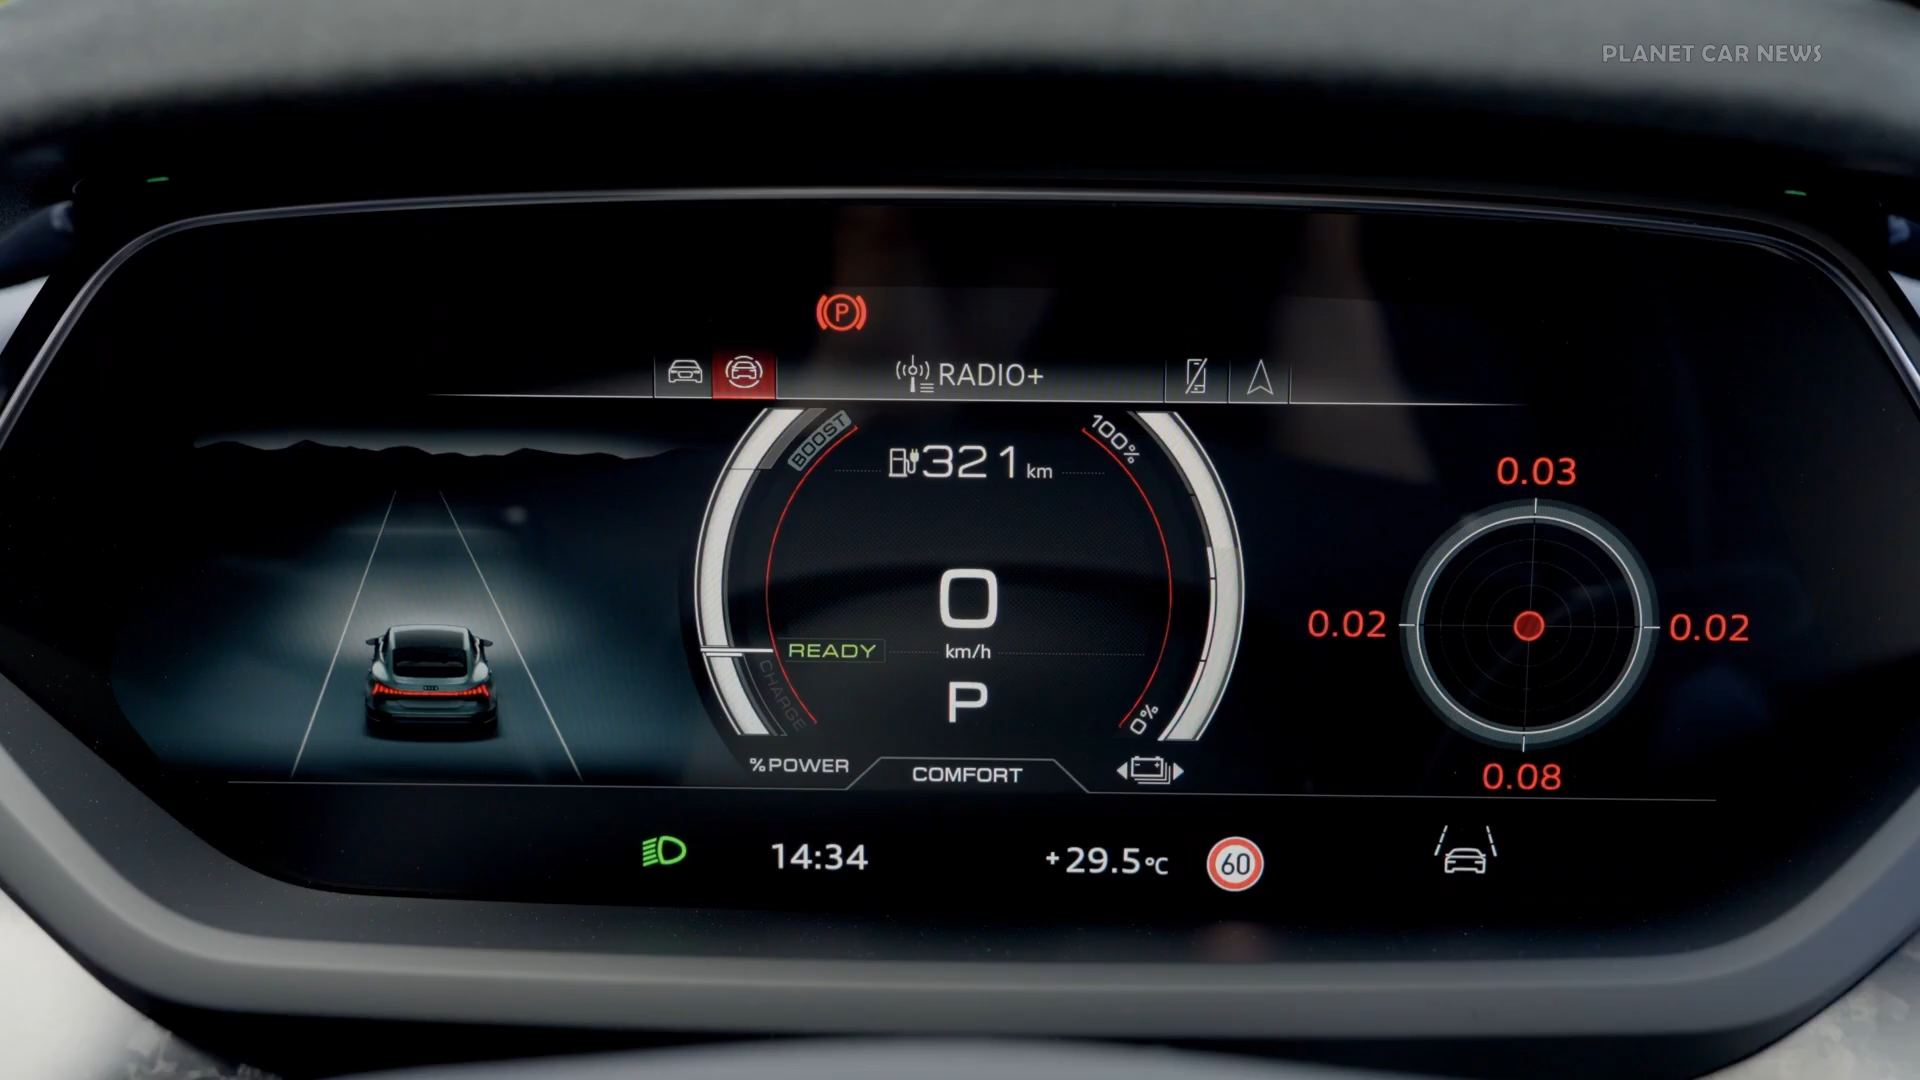 PLANET CAR NEWS
P
RADIO+
BOOST
100%
321 km
0.03
0
0.02
0.02
READY
km/h
CHARGE
P
0%
%POWER
COMFORT
0.08
14:34
+29.5°C
60